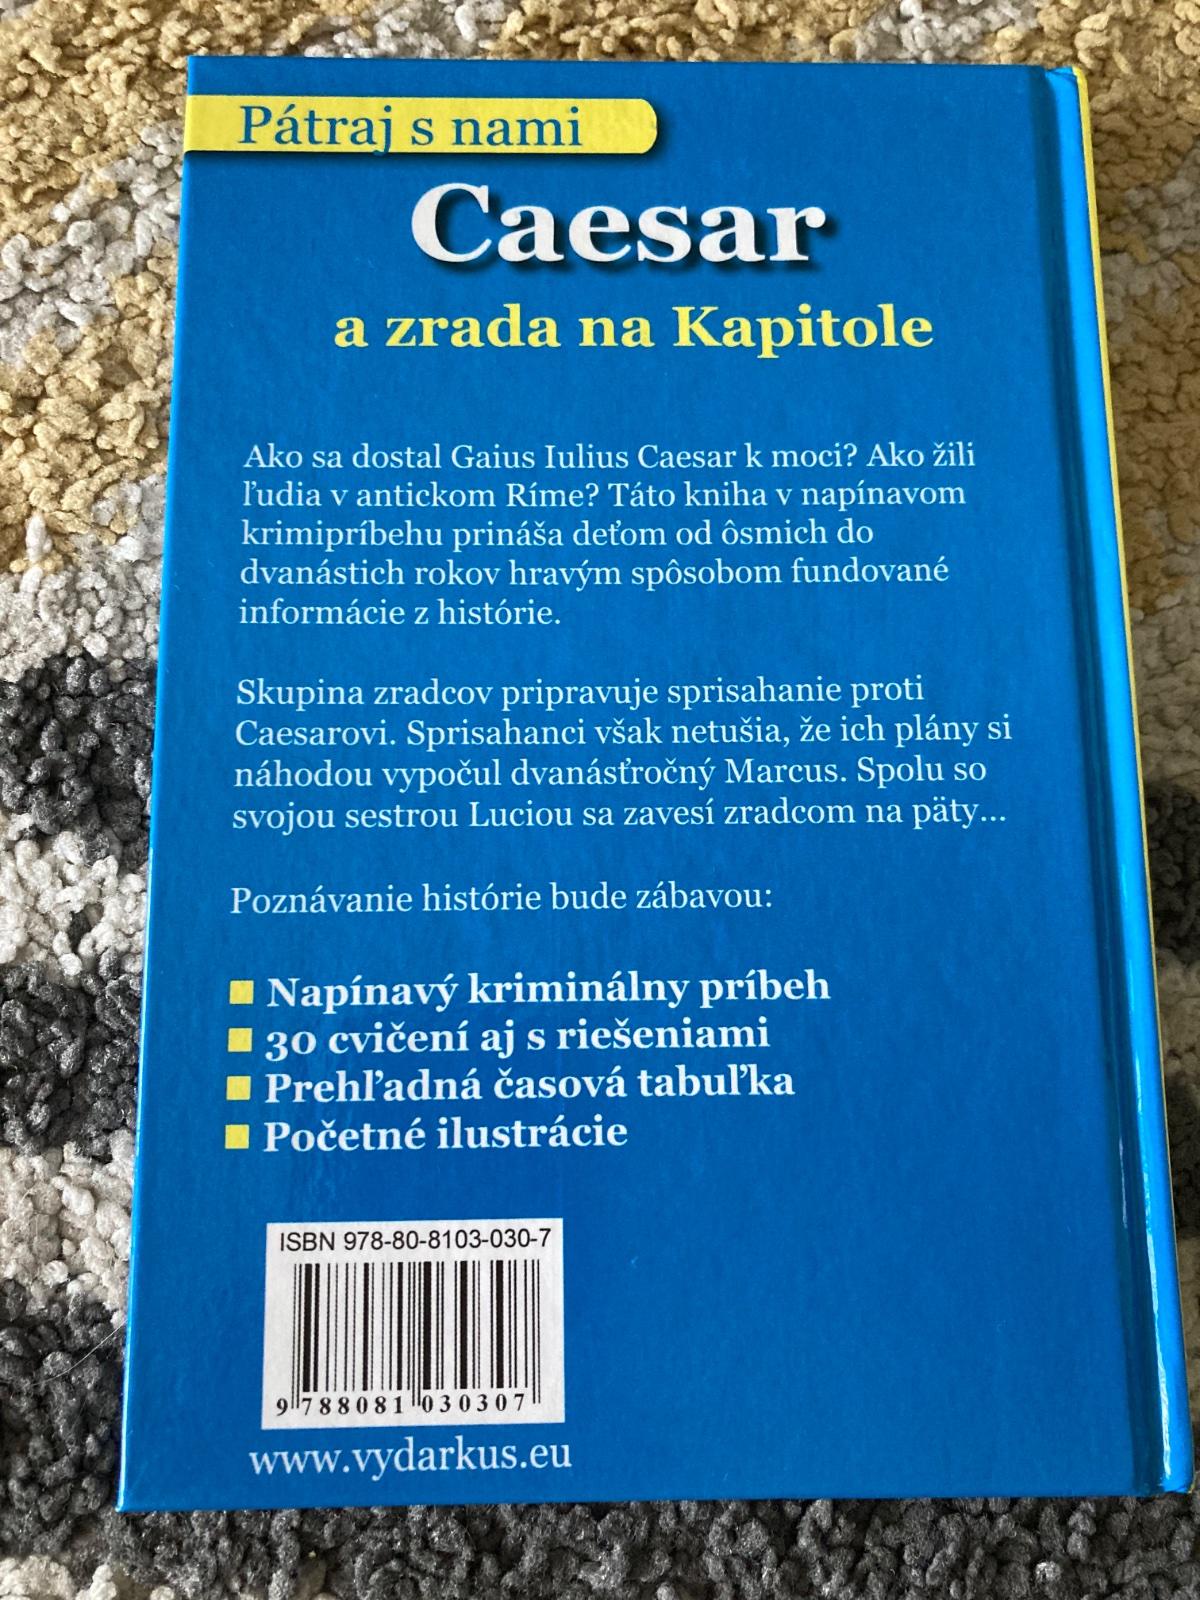 Pátraj s nami
Caesar
a zrada na Kapitole
Ako sa dostal Gaius Iulius Caesar k moci? Ako žili
ľudia v antickom Ríme? Táto kniha v napínavom
krimipríbehu prináša deťom od ôsmich do
dvanástich rokov hravým spôsobom fundované
informácie z histórie.
Skupina zradcov pripravuje sprisahanie proti
Caesarovi. Sprisahanci však netušia, že ich plány si
náhodou vypočul dvanásťročný Marcus. Spolu so
svojou sestrou Luciou sa zavesí zradcom na päty...
Poznávanie histórie bude zábavou:
Napínavý kriminálny príbeh
30 cvičení aj s riešeniami
Prehľadná časová tabuľka
Početné ilustrácie
ISBN 978-80-8103-030-7
9 788081 030307
www.vydarkus.eu